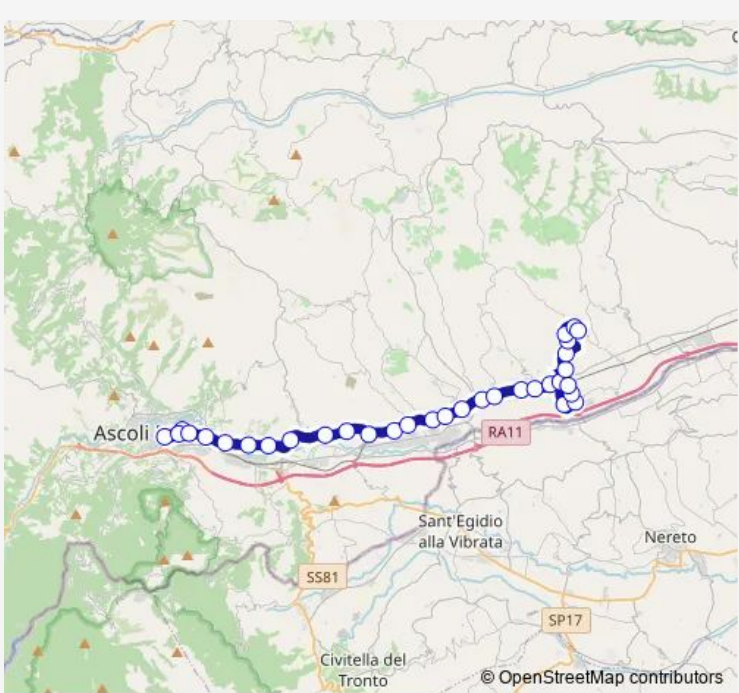 Ascoli
RA11
Sant'Egidio
alla Vibrata
Nereto
SS81
SP17
Civitella del
Tronto
© OpenStreetMap contributors